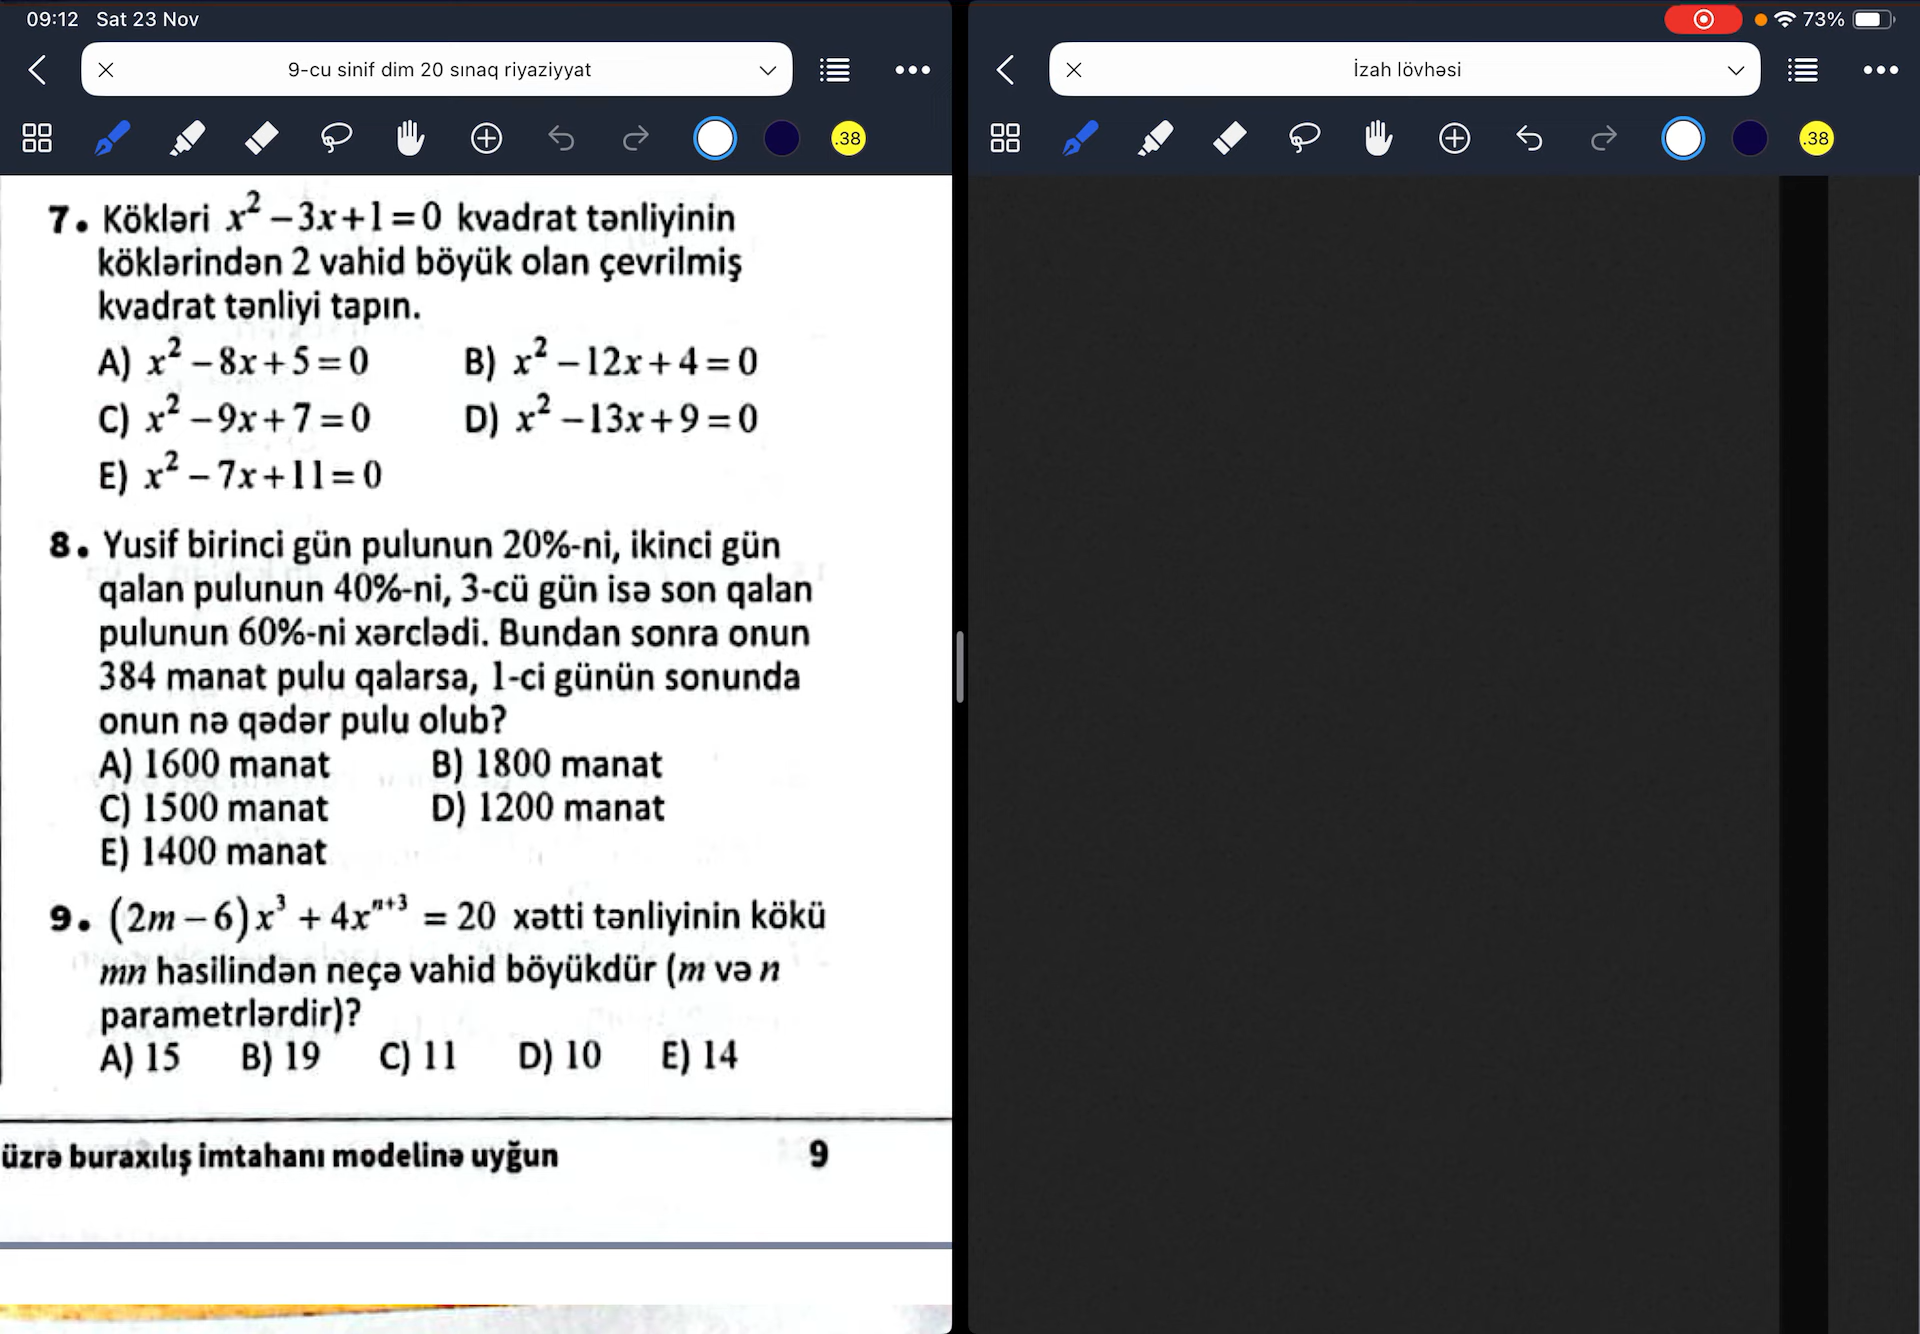 09:12 Sat 23 Nov
73%
9-cu sinif dim 20 sınaq riyaziyyat
İzah lövhəsi
.38
.38
7. Kökləri x² − 3x + 1 = 0 kvadrat tənliyinin
köklərindən 2 vahid böyük olan çevrilmiş
kvadrat tənliyi tapın.
A) x² − 8x + 5 = 0 B) x² − 12x + 4 = 0
C) x² − 9x + 7 = 0 D) x² − 13x + 9 = 0
E) x² − 7x + 11 = 0
8. Yusif birinci gün pulunun 20%-ni, ikinci gün
qalan pulunun 40%-ni, 3-cü gün isə son qalan
pulunun 60%-ni xərclədi. Bundan sonra onun
384 manat pulu qalarsa, 1-ci günün sonunda
onun nə qədər pulu olub?
A) 1600 manat B) 1800 manat
C) 1500 manat D) 1200 manat
E) 1400 manat
9. (2m − 6)x³ + 4xⁿ⁺³ = 20 xətti tənliyinin kökü
mn hasilindən neçə vahid böyükdür (m və n
parametrlərdir)?
A) 15 B) 19 C) 11 D) 10 E) 14
üzrə buraxılış imtahanı modelinə uyğun 9